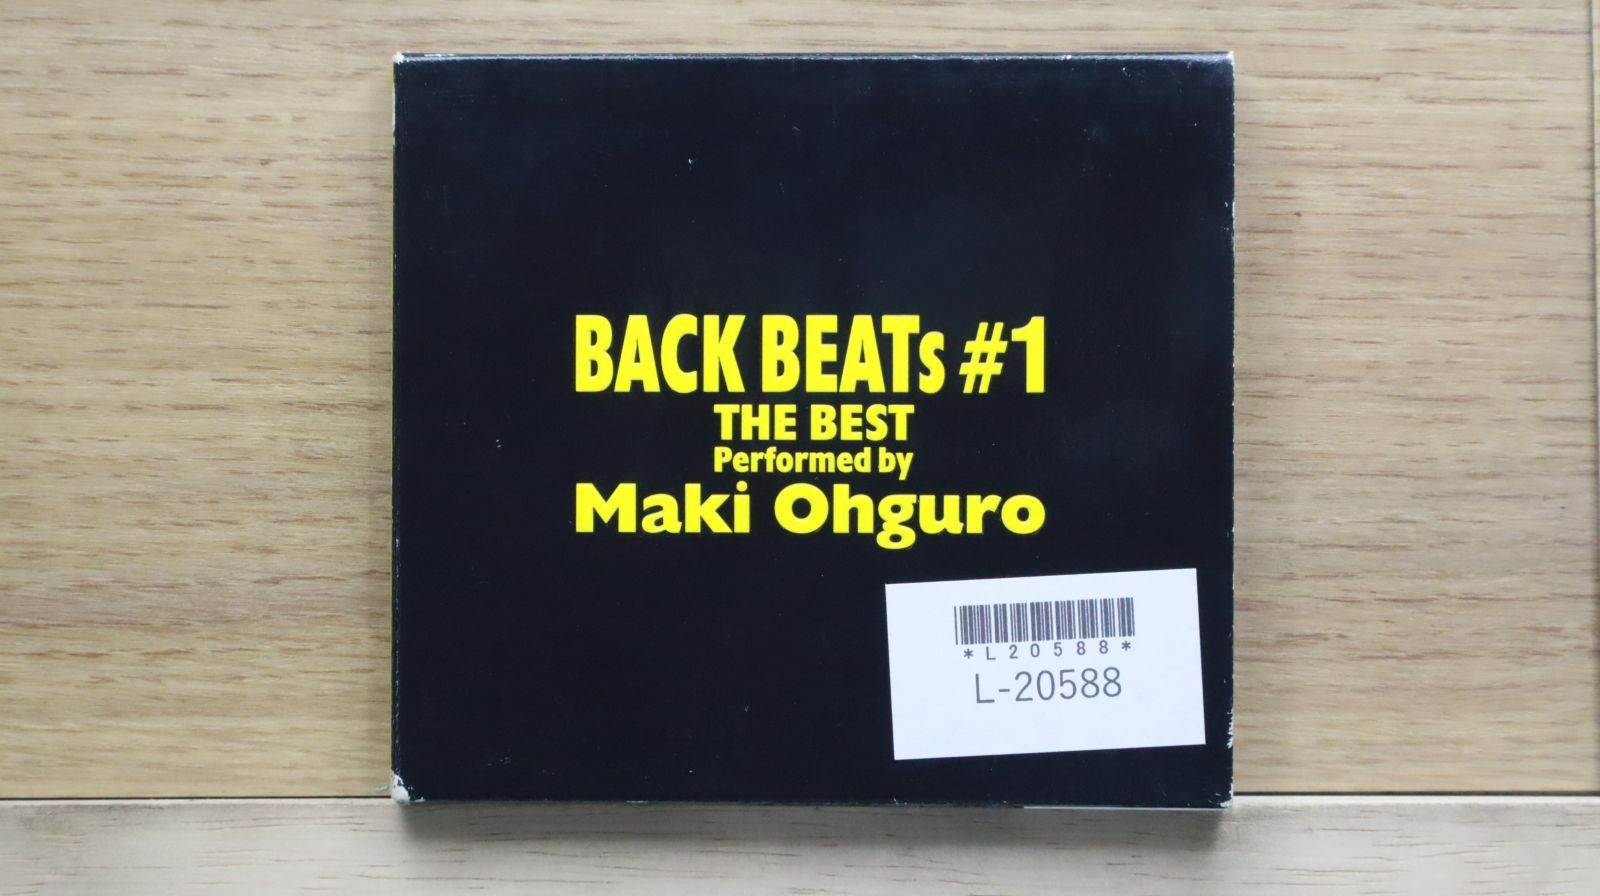 BACK BEATs #1
THE BEST
Performed by
Maki Ohguro
*L20588*
L-20588